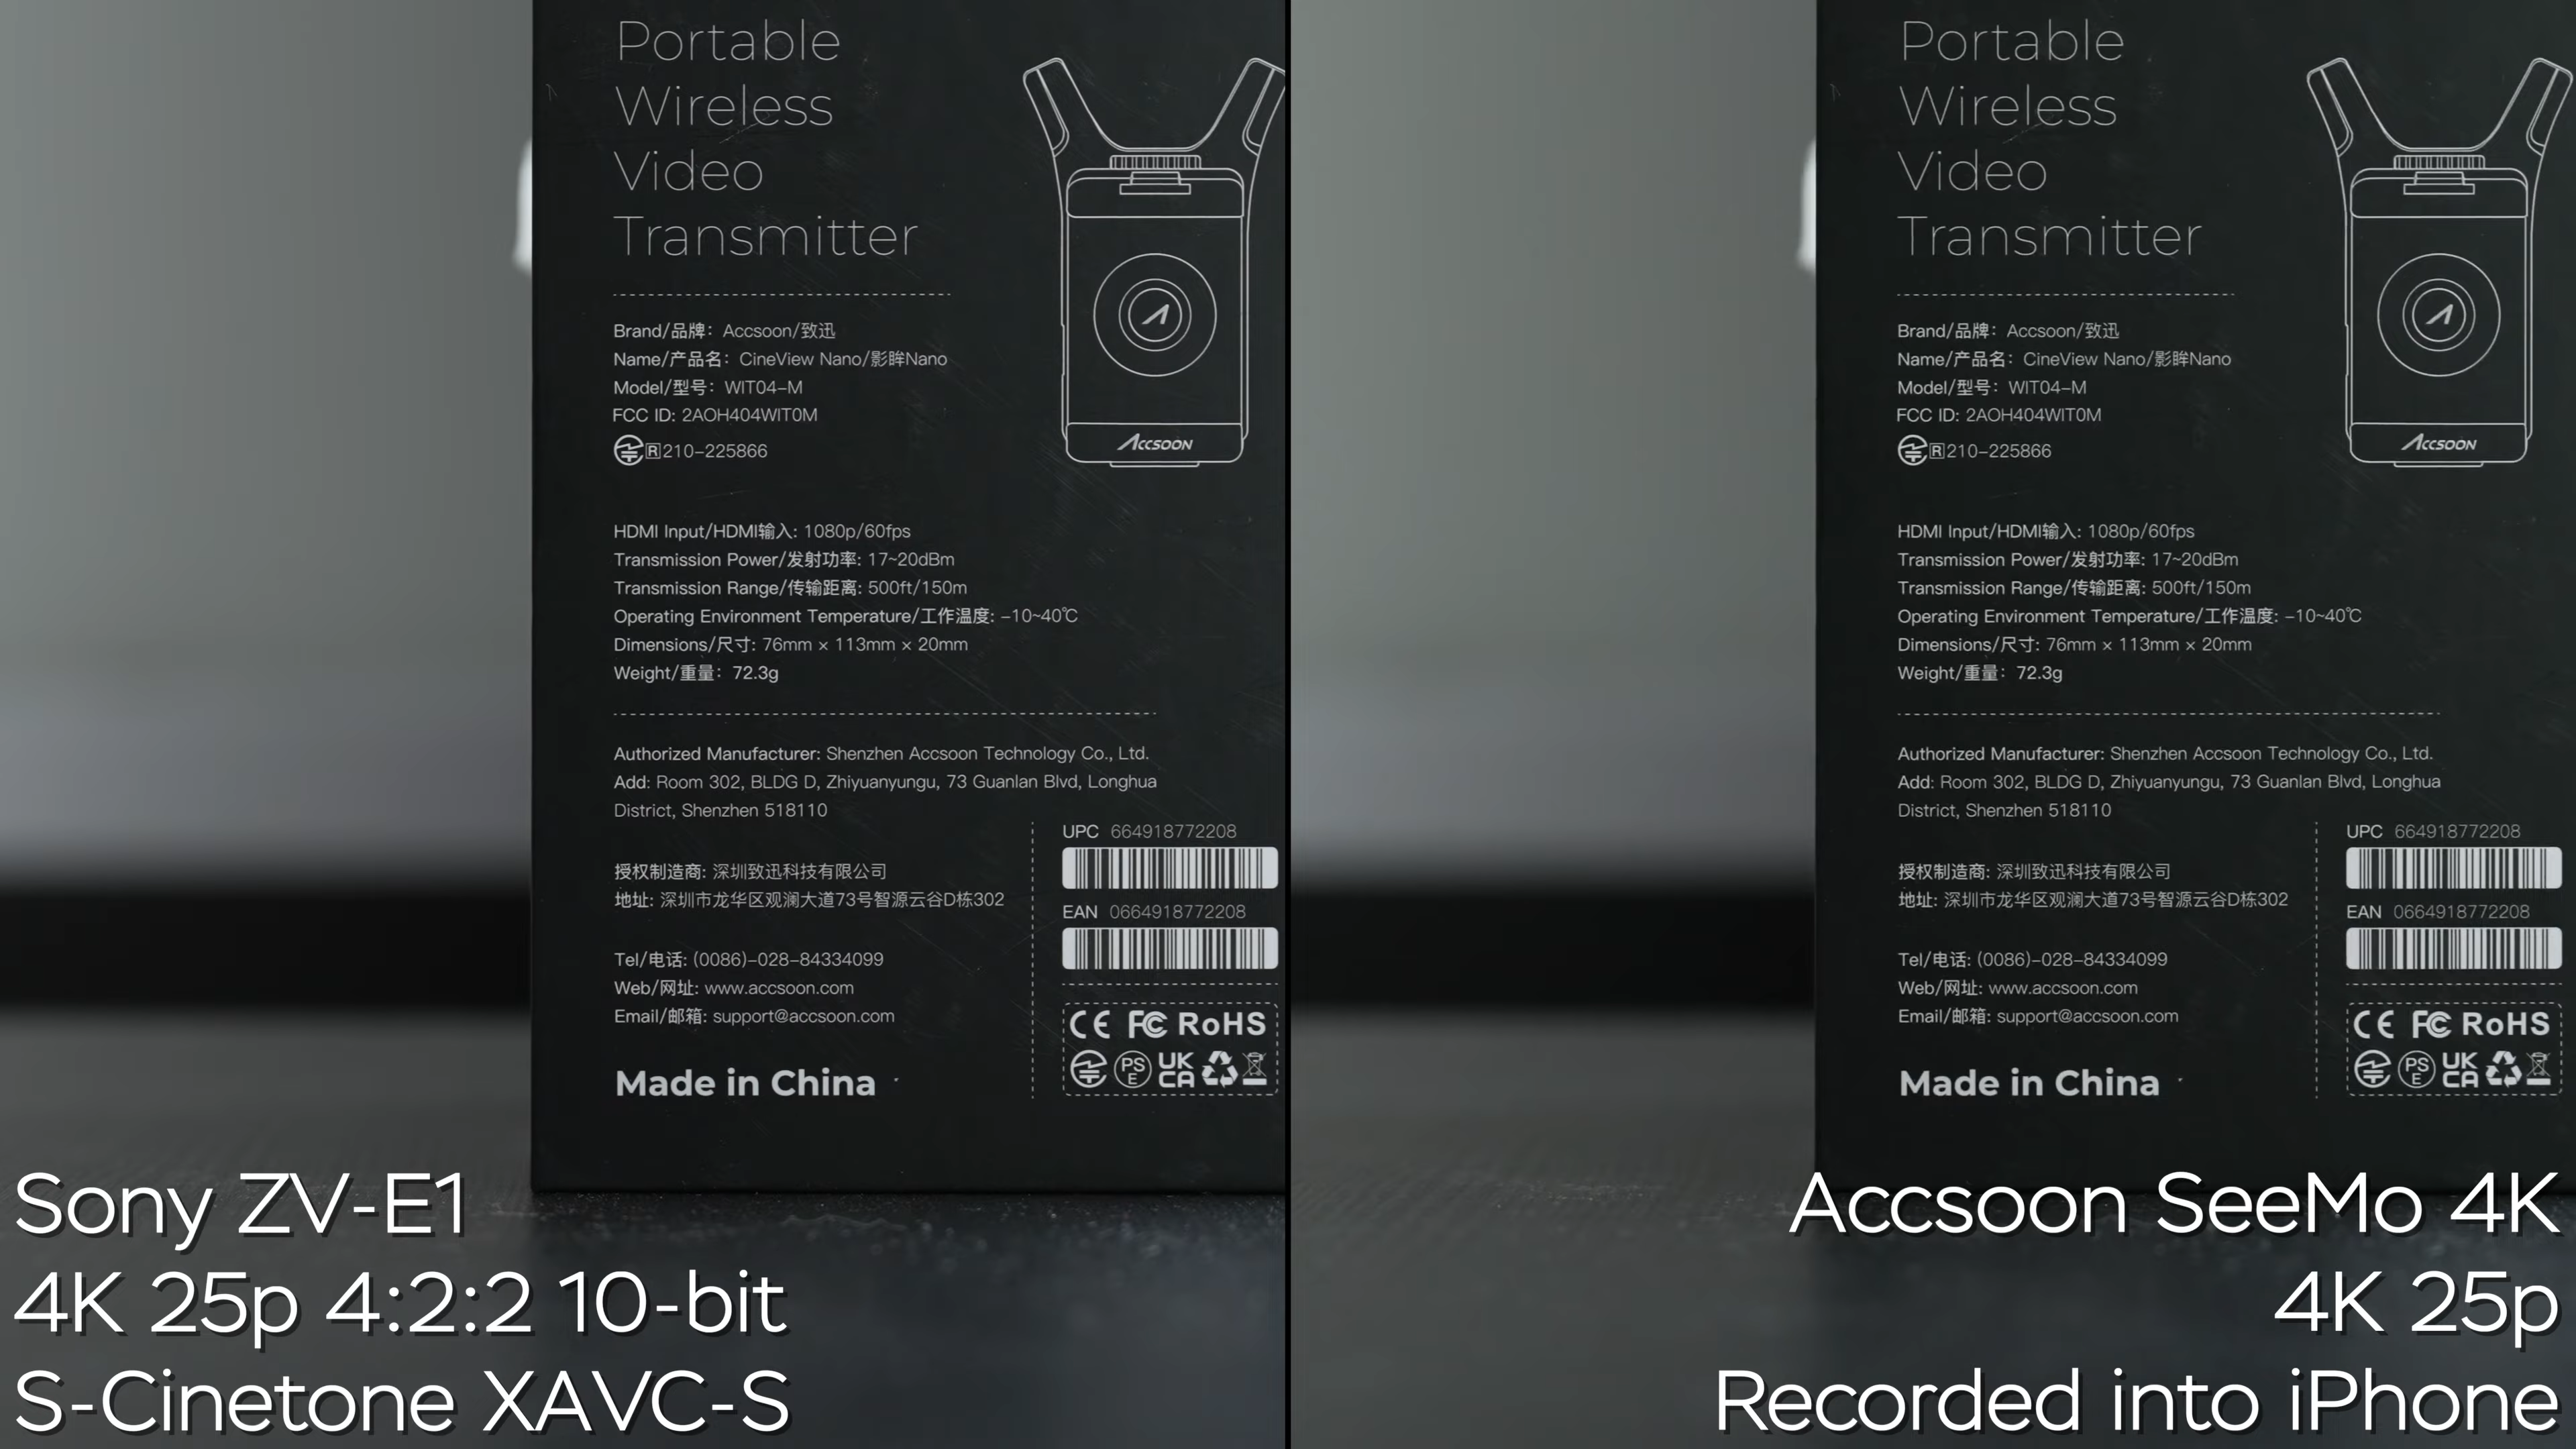 Portable
Wireless
Video
Transmitter
Brand/品牌: Accsoon/致迅
Name/产品名: CineView Nano/影眸Nano
Model/型号: WIT04-M
FCC ID: 2AOH404WIT0M
R 210-225866
ACCSOON
HDMI Input/HDMI输入: 1080p/60fps
Transmission Power/发射功率: 17~20dBm
Transmission Range/传输距离: 500ft/150m
Operating Environment Temperature/工作温度: -10~40℃
Dimensions/尺寸: 76mm × 113mm × 20mm
Weight/重量: 72.3g
Authorized Manufacturer: Shenzhen Accsoon Technology Co., Ltd.
Add: Room 302, BLDG D, Zhiyuanyungu, 73 Guanlan Blvd, Longhua
District, Shenzhen 518110
授权制造商: 深圳致迅科技有限公司
地址: 深圳市龙华区观澜大道73号智源云谷D栋302
Tel/电话: (0086)-028-84334099
Web/网址: www.accsoon.com
Email/邮箱: support@accsoon.com
Made in China
UPC 664918772208
EAN 0664918772208
CE FC RoHS
PSE UKCA
Sony ZV-E1
4K 25p 4:2:2 10-bit
S-Cinetone XAVC-S
Portable
Wireless
Video
Transmitter
Brand/品牌: Accsoon/致迅
Name/产品名: CineView Nano/影眸Nano
Model/型号: WIT04-M
FCC ID: 2AOH404WIT0M
R 210-225866
ACCSOON
HDMI Input/HDMI输入: 1080p/60fps
Transmission Power/发射功率: 17~20dBm
Transmission Range/传输距离: 500ft/150m
Operating Environment Temperature/工作温度: -10~40℃
Dimensions/尺寸: 76mm × 113mm × 20mm
Weight/重量: 72.3g
Authorized Manufacturer: Shenzhen Accsoon Technology Co., Ltd.
Add: Room 302, BLDG D, Zhiyuanyungu, 73 Guanlan Blvd, Longhua
District, Shenzhen 518110
授权制造商: 深圳致迅科技有限公司
地址: 深圳市龙华区观澜大道73号智源云谷D栋302
Tel/电话: (0086)-028-84334099
Web/网址: www.accsoon.com
Email/邮箱: support@accsoon.com
Made in China
UPC 664918772208
EAN 0664918772208
CE FC RoHS
PSE UKCA
Accsoon SeeMo 4K
4K 25p
Recorded into iPhone